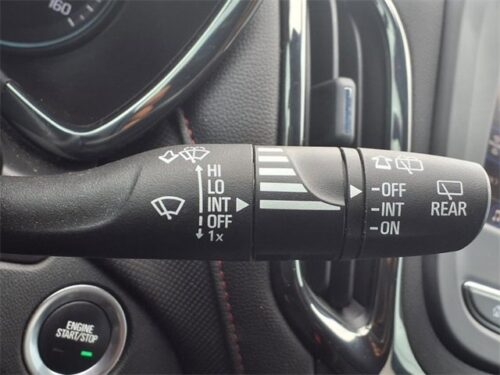 160
HI
LO
INT
OFF
1x
OFF
INT
ON
REAR
ENGINE
START/STOP